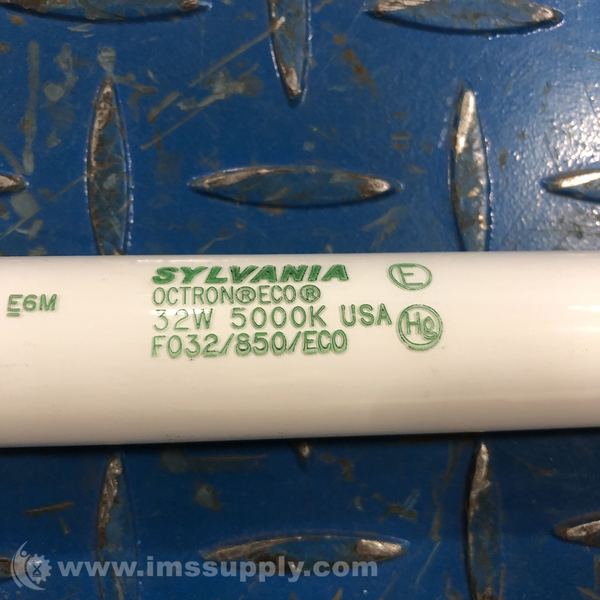 E6M
SYLVANIA
OCTRON®ECO®
32W 5000K USA
FO32/850/ECO
E
Hg
www.imssupply.com